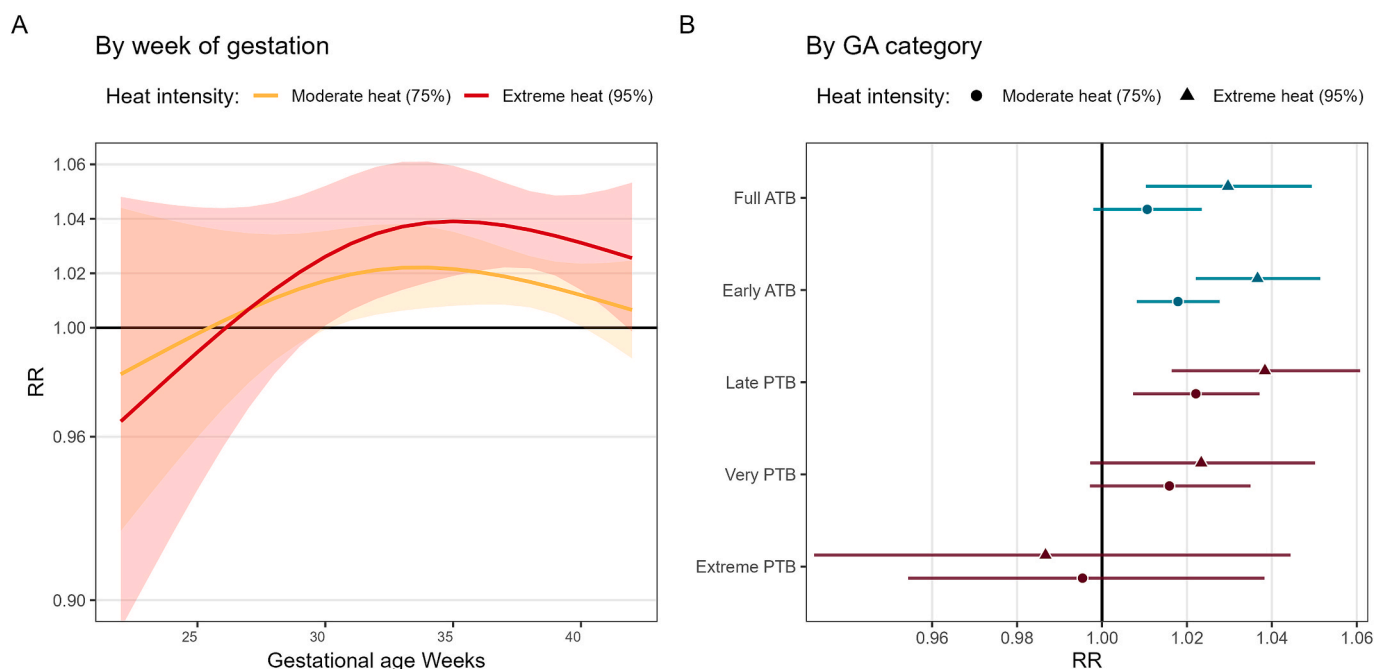 A
By week of gestation
Heat intensity: Moderate heat (75%) Extreme heat (95%)
RR
1.06
1.04
1.02
1.00
0.96
0.90
25 30 35 40
Gestational age Weeks
B
By GA category
Heat intensity: Moderate heat (75%) Extreme heat (95%)
Full ATB
Early ATB
Late PTB
Very PTB
Extreme PTB
0.96 0.98 1.00 1.02 1.04 1.06
RR